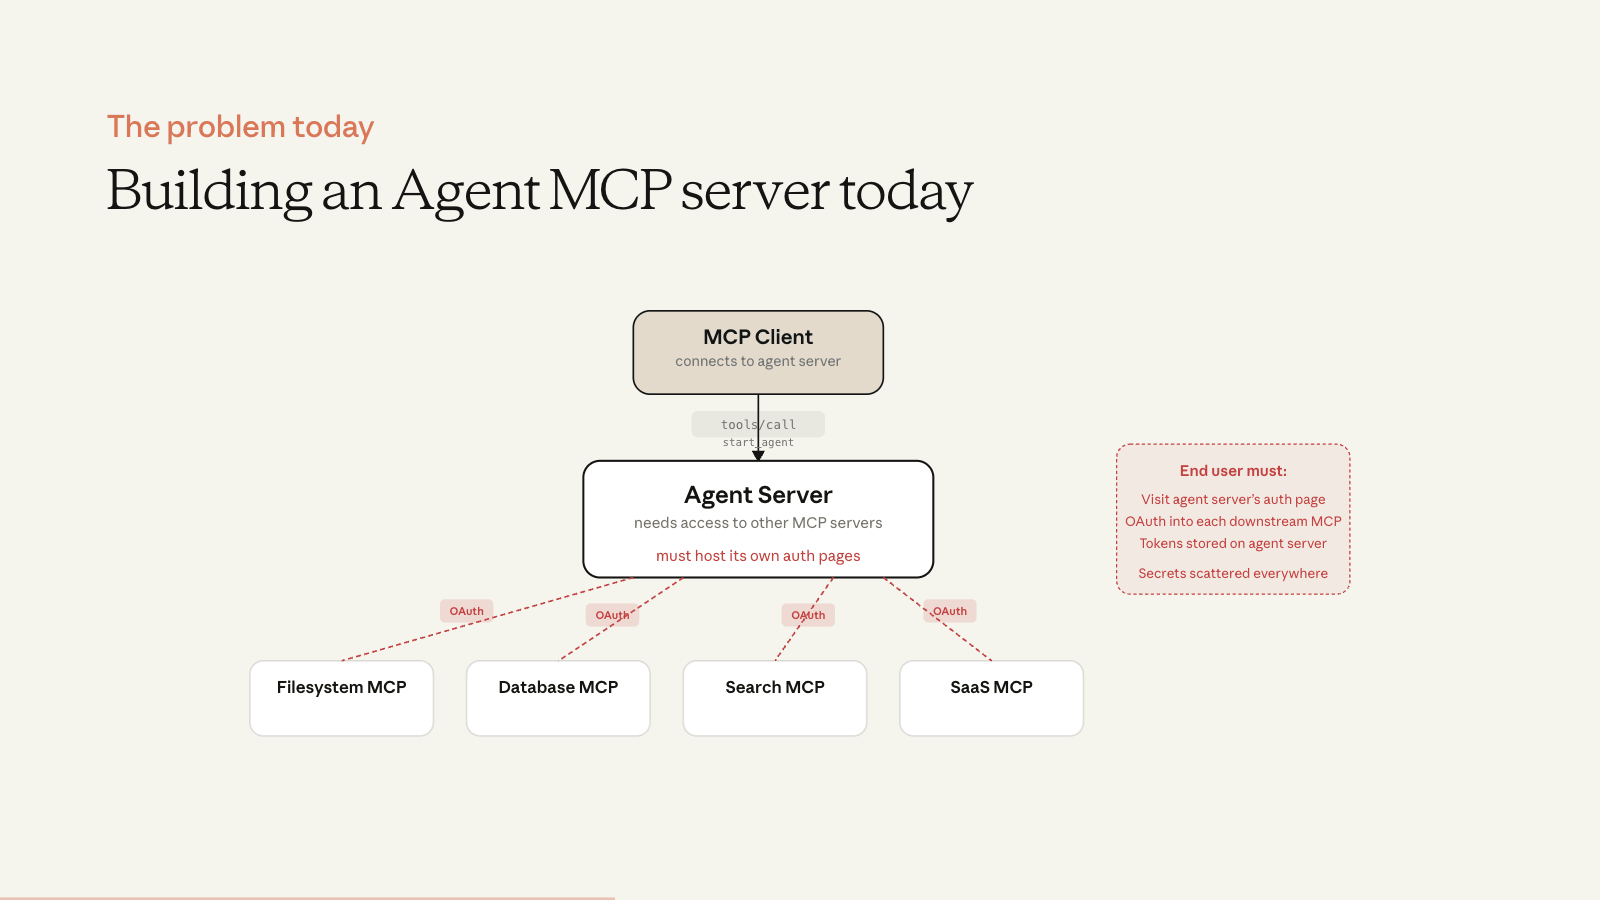 The problem today
Building an Agent MCP server today
MCP Client
connects to agent server
tools/call
start_agent
Agent Server
needs access to other MCP servers
must host its own auth pages
End user must:
Visit agent server's auth page
OAuth into each downstream MCP
Tokens stored on agent server
Secrets scattered everywhere
OAuth
OAuth
OAuth
OAuth
Filesystem MCP
Database MCP
Search MCP
SaaS MCP